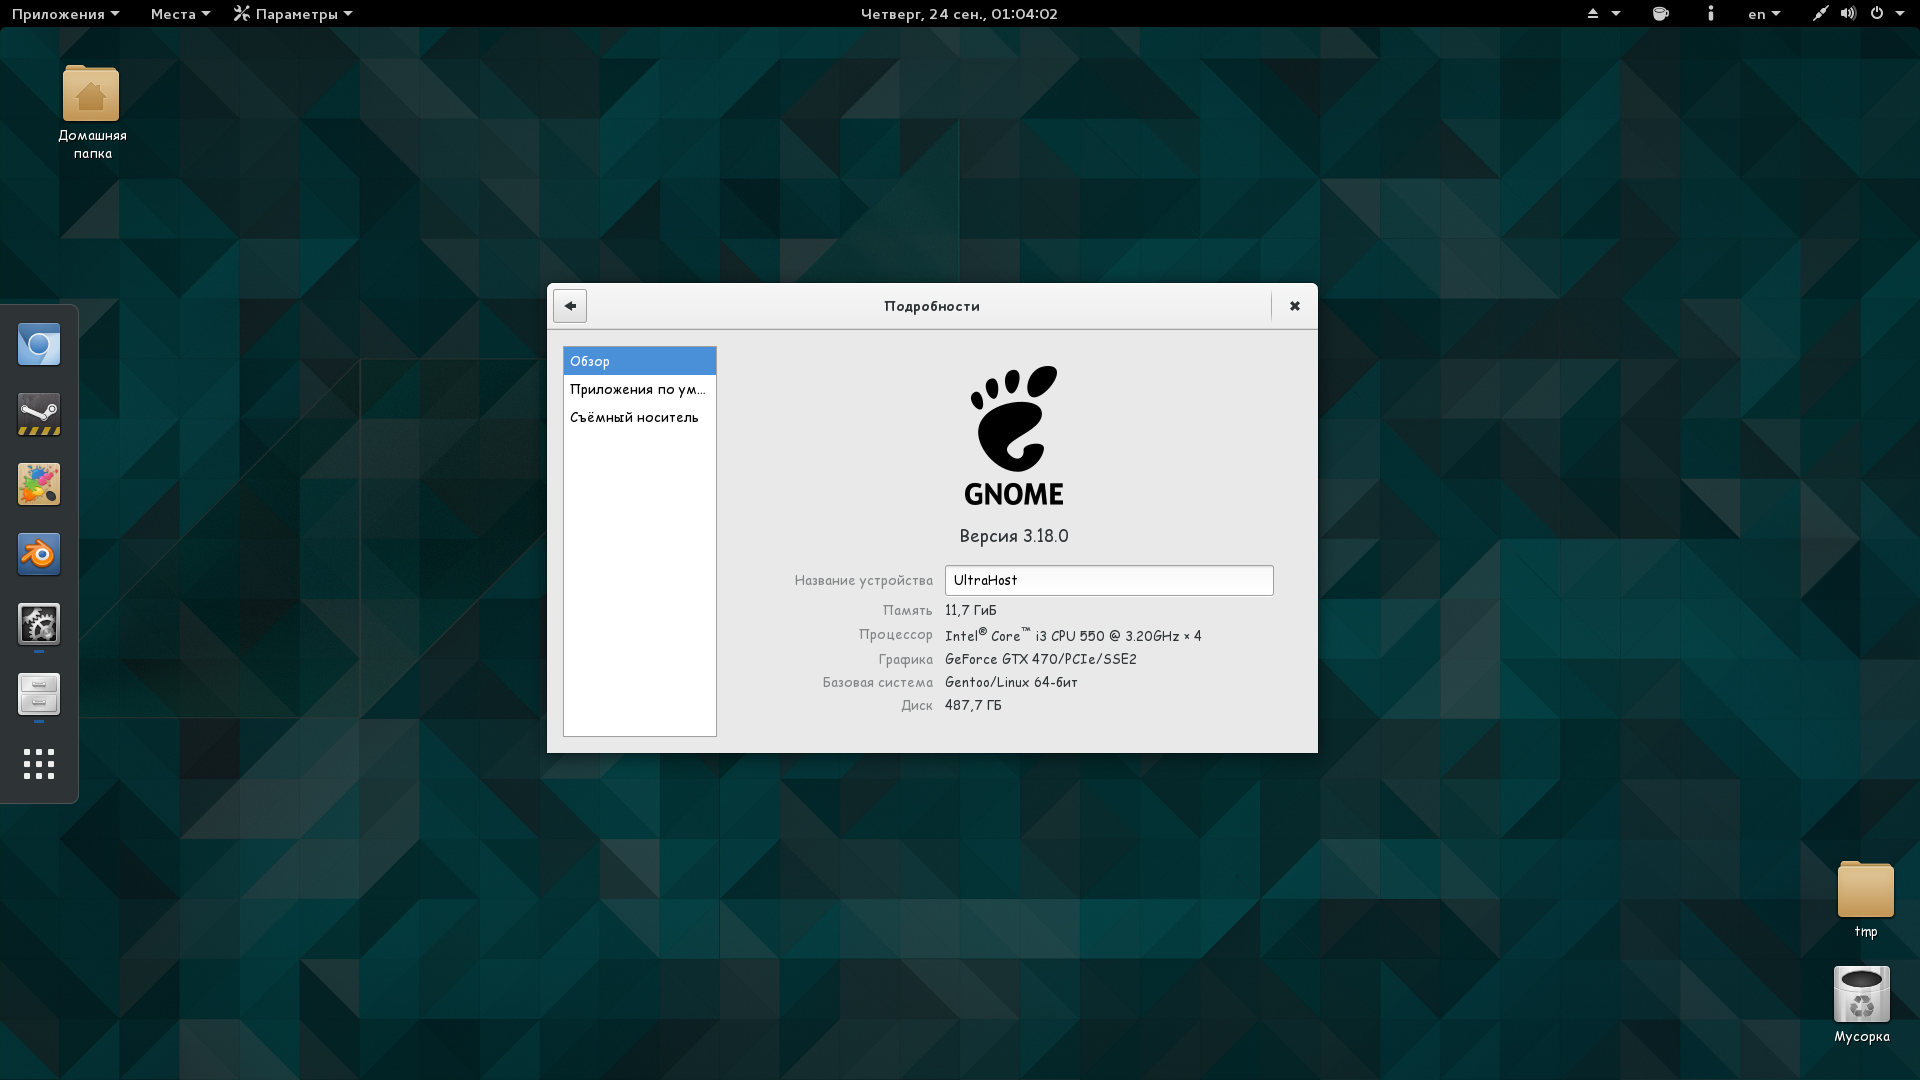 Приложения Места Параметры Четверг, 24 сен., 01:04:02 en
Домашняя
папка
Подробности
Обзор
Приложения по ум...
Съёмный носитель
GNOME
Версия 3.18.0
Название устройства UltraHost
Память 11,7 ГиБ
Процессор Intel® Core™ i3 CPU 550 @ 3.20GHz × 4
Графика GeForce GTX 470/PCIe/SSE2
Базовая система Gentoo/Linux 64-бит
Диск 487,7 ГБ
tmp
Мусорка